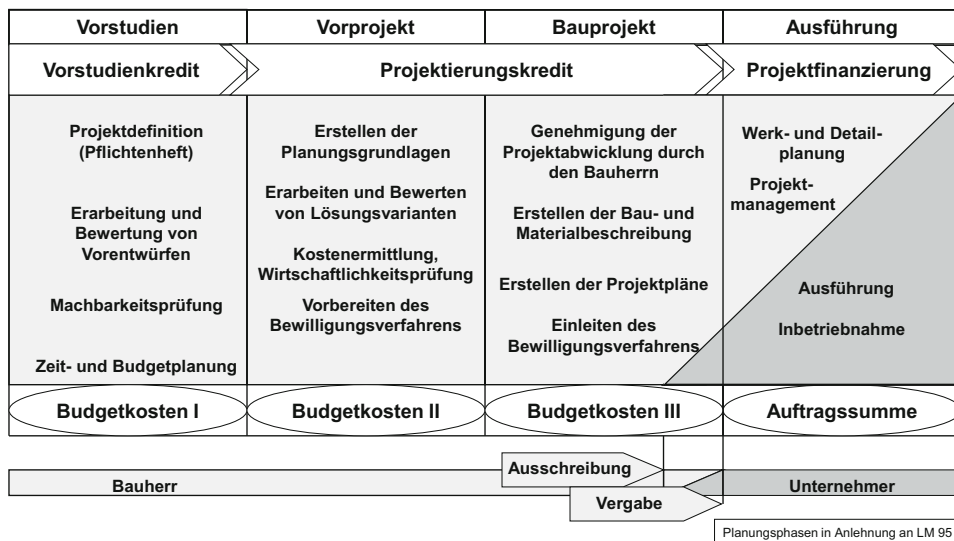 Vorstudien
Vorprojekt
Bauprojekt
Ausführung
Vorstudienkredit
Projektierungskredit
Projektfinanzierung
Projektdefinition
(Pflichtenheft)
Erarbeitung und
Bewertung von
Vorentwürfen
Machbarkeitsprüfung
Zeit- und Budgetplanung
Erstellen der
Planungsgrundlagen
Erarbeiten und Bewerten
von Lösungsvarianten
Kostenermittlung,
Wirtschaftlichkeitsprüfung
Vorbereiten des
Bewilligungsverfahrens
Genehmigung der
Projektabwicklung durch
den Bauherrn
Erstellen der Bau- und
Materialbeschreibung
Erstellen der Projektpläne
Einleiten des
Bewilligungsverfahrens
Werk- und Detail-
planung
Projekt-
management
Ausführung
Inbetriebnahme
Budgetkosten I
Budgetkosten II
Budgetkosten III
Auftragssumme
Ausschreibung
Bauherr
Unternehmer
Vergabe
Planungsphasen in Anlehnung an LM 95